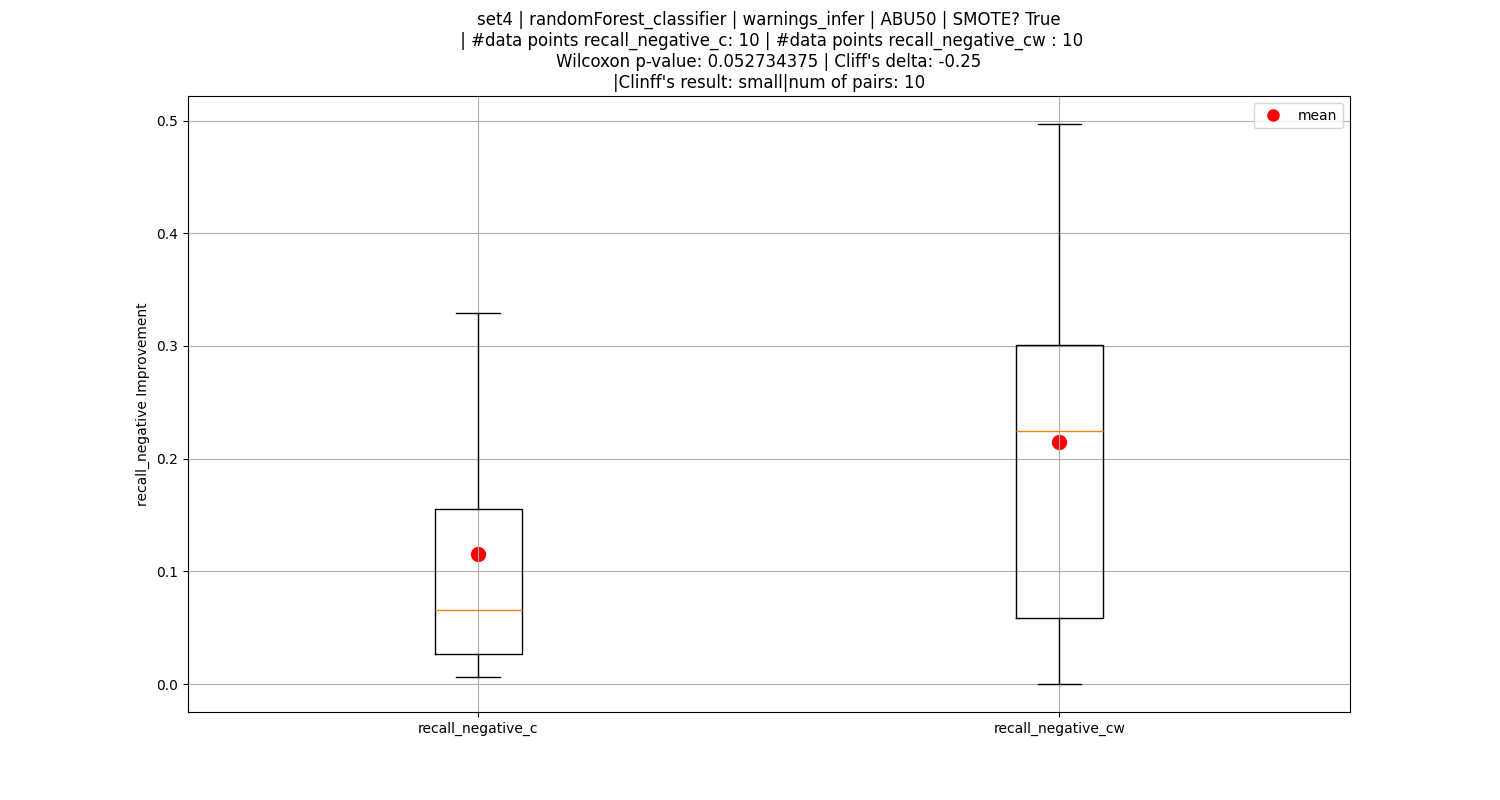 set4 | randomForest_classifier | warnings_infer | ABU50 | SMOTE? True
| #data points recall_negative_c: 10 | #data points recall_negative_cw : 10
Wilcoxon p-value: 0.052734375 | Cliff's delta: -0.25
|Clinff's result: small|num of pairs: 10
mean
0.5
0.4
0.3
0.2
0.1
0.0
recall_negative Improvement
recall_negative_c
recall_negative_cw